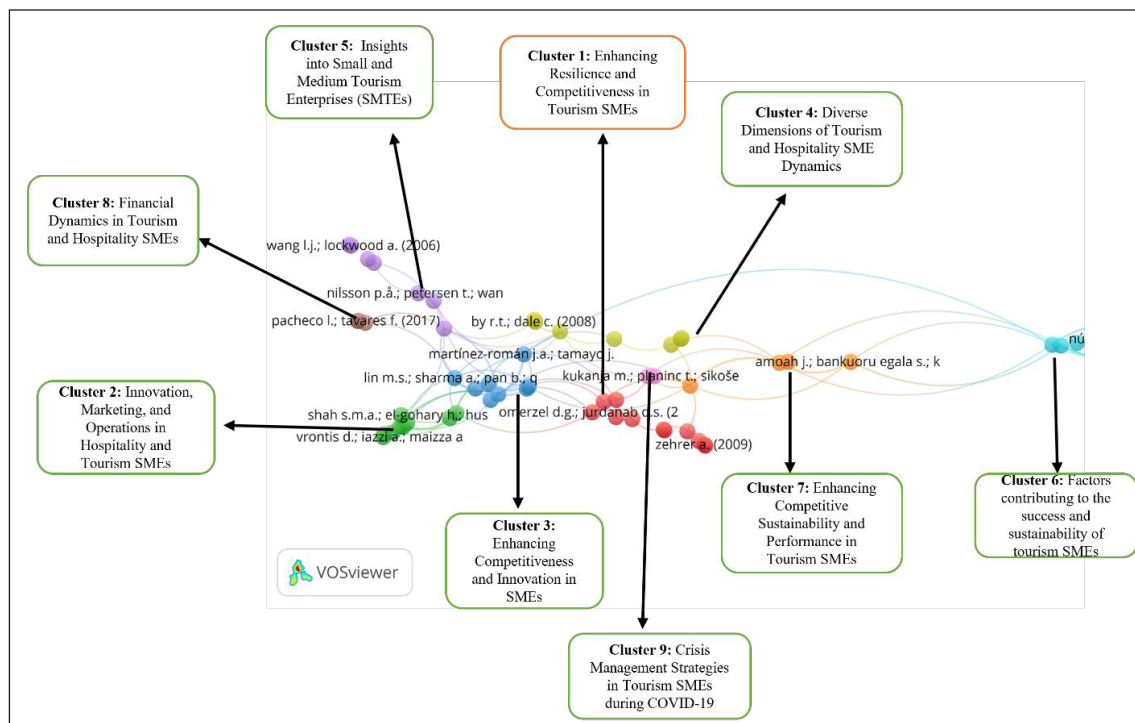 Cluster 5: Insights
into Small and
Medium Tourism
Enterprises (SMTEs)
Cluster 1: Enhancing
Resilience and
Competitiveness in
Tourism SMEs
Cluster 4: Diverse
Dimensions of Tourism
and Hospitality SME
Dynamics
Cluster 8: Financial
Dynamics in Tourism
and Hospitality SMEs
wang l.j.; lockwood a. (2006)
nilsson p.å.; petersen t.; wan
pacheco l.; tavares f. (2017)
by r.t.; dale c. (2008)
martínez-román j.a.; tamayo j.
nú
amoah j.; bankuoru egala s.; k
lin m.s.; sharma a.; pan b.; q
kukanja m.; planinc t.; sikoše
shah s.m.a.; el-gohary h.; hus
omerzel d.g.; jurdanab d.s. (2
vrontis d.; iazzi a.; maizza a
zehrer a. (2009)
Cluster 2: Innovation,
Marketing, and
Operations in
Hospitality and
Tourism SMEs
Cluster 3:
Enhancing
Competitiveness
and Innovation in
SMEs
Cluster 7: Enhancing
Competitive
Sustainability and
Performance in
Tourism SMEs
Cluster 6: Factors
contributing to the
success and
sustainability of
tourism SMEs
VOSviewer
Cluster 9: Crisis
Management Strategies
in Tourism SMEs
during COVID-19